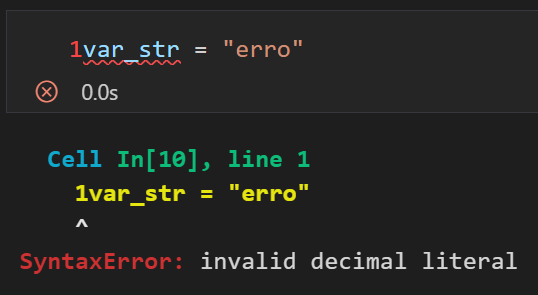 1var_str = "erro"
0.0s
Cell In[10], line 1
1var_str = "erro"
^
SyntaxError: invalid decimal literal